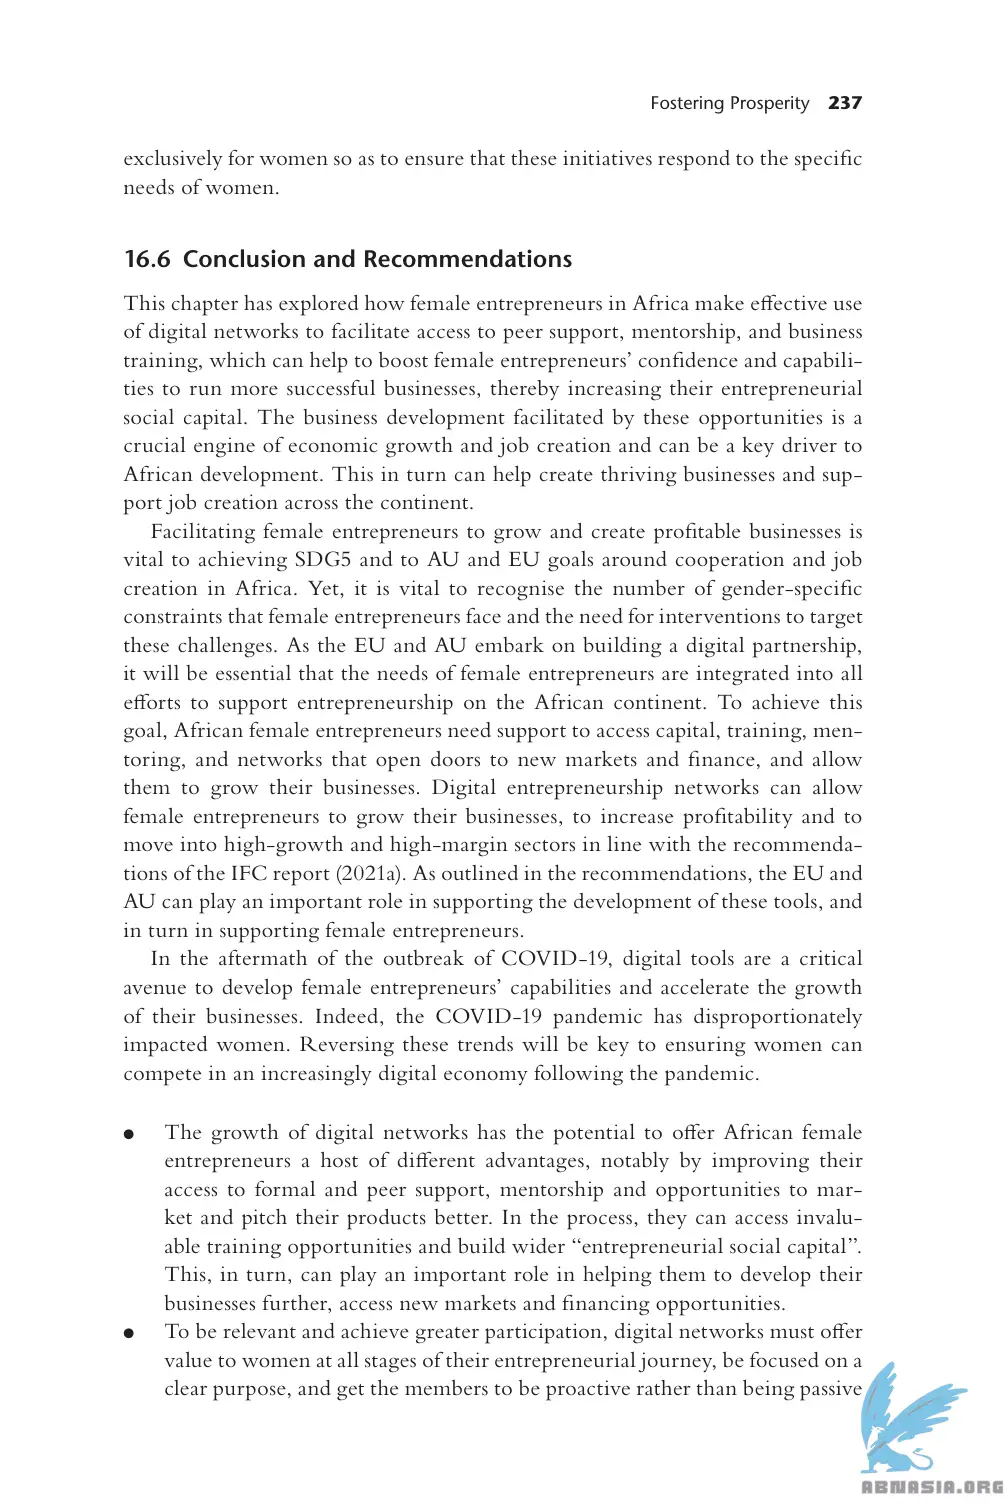 Fostering Prosperity 237
exclusively for women so as to ensure that these initiatives respond to the specific
needs of women.
16.6 Conclusion and Recommendations
This chapter has explored how female entrepreneurs in Africa make effective use
of digital networks to facilitate access to peer support, mentorship, and business
training, which can help to boost female entrepreneurs’ confidence and capabili-
ties to run more successful businesses, thereby increasing their entrepreneurial
social capital. The business development facilitated by these opportunities is a
crucial engine of economic growth and job creation and can be a key driver to
African development. This in turn can help create thriving businesses and sup-
port job creation across the continent.
Facilitating female entrepreneurs to grow and create profitable businesses is
vital to achieving SDG5 and to AU and EU goals around cooperation and job
creation in Africa. Yet, it is vital to recognise the number of gender-specific
constraints that female entrepreneurs face and the need for interventions to target
these challenges. As the EU and AU embark on building a digital partnership,
it will be essential that the needs of female entrepreneurs are integrated into all
efforts to support entrepreneurship on the African continent. To achieve this
goal, African female entrepreneurs need support to access capital, training, men-
toring, and networks that open doors to new markets and finance, and allow
them to grow their businesses. Digital entrepreneurship networks can allow
female entrepreneurs to grow their businesses, to increase profitability and to
move into high-growth and high-margin sectors in line with the recommenda-
tions of the IFC report (2021a). As outlined in the recommendations, the EU and
AU can play an important role in supporting the development of these tools, and
in turn in supporting female entrepreneurs.
In the aftermath of the outbreak of COVID-19, digital tools are a critical
avenue to develop female entrepreneurs’ capabilities and accelerate the growth
of their businesses. Indeed, the COVID-19 pandemic has disproportionately
impacted women. Reversing these trends will be key to ensuring women can
compete in an increasingly digital economy following the pandemic.
● The growth of digital networks has the potential to offer African female
entrepreneurs a host of different advantages, notably by improving their
access to formal and peer support, mentorship and opportunities to mar-
ket and pitch their products better. In the process, they can access invalu-
able training opportunities and build wider “entrepreneurial social capital”.
This, in turn, can play an important role in helping them to develop their
businesses further, access new markets and financing opportunities.
● To be relevant and achieve greater participation, digital networks must offer
value to women at all stages of their entrepreneurial journey, be focused on a
clear purpose, and get the members to be proactive rather than being passive
ABNASIA.ORG